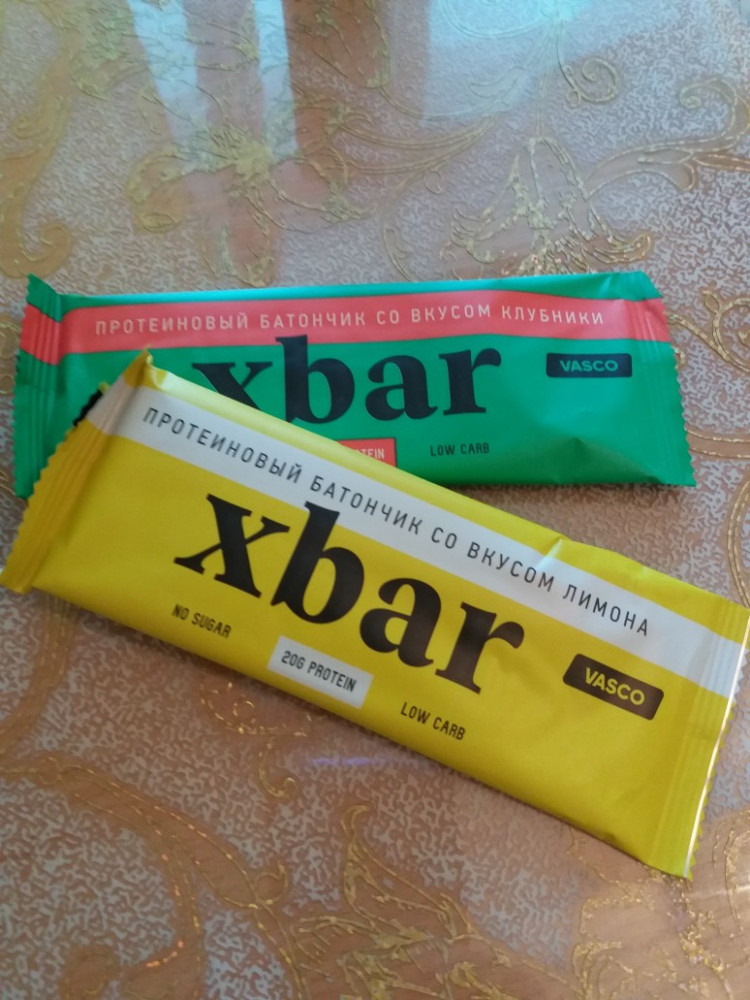 ПРОТЕИНОВЫЙ БАТОНЧИК СО ВКУСОМ КЛУБНИКИ
xbar
VASCO
LOW CARB
ПРОТЕИНОВЫЙ БАТОНЧИК СО ВКУСОМ ЛИМОНА
xbar
VASCO
NO SUGAR
20G PROTEIN
LOW CARB